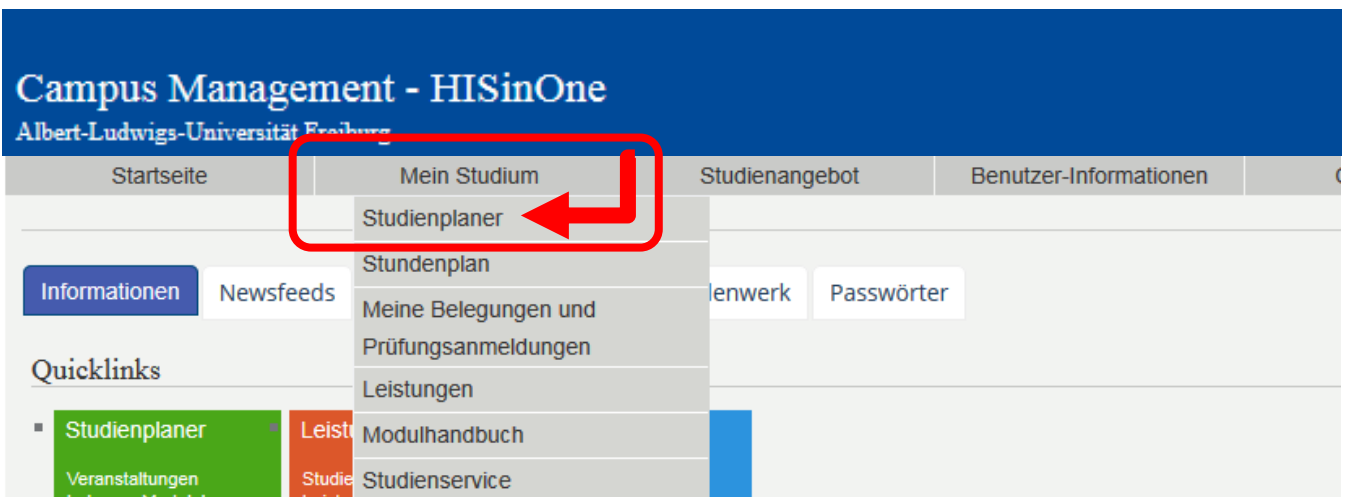 Campus Management - HISinOne
Albert-Ludwigs-Universität Freiburg
Startseite Mein Studium Studienangebot Benutzer-Informationen
Studienplaner
Stundenplan
Informationen Newsfeeds lenwerk Passwörter
Meine Belegungen und
Prüfungsanmeldungen
Quicklinks
Leistungen
Studienplaner Leist Modulhandbuch
Veranstaltungen Studie Studienservice